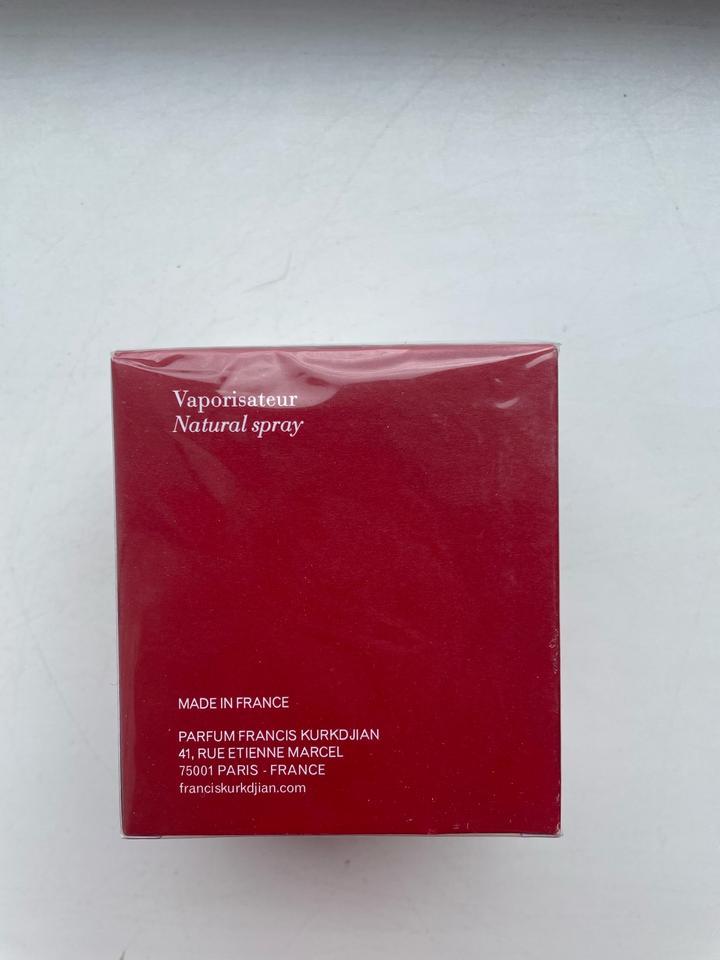 Vaporisateur
Natural spray
MADE IN FRANCE
PARFUM FRANCIS KURKDJIAN
41, RUE ETIENNE MARCEL
75001 PARIS - FRANCE
franciskurkdjian.com